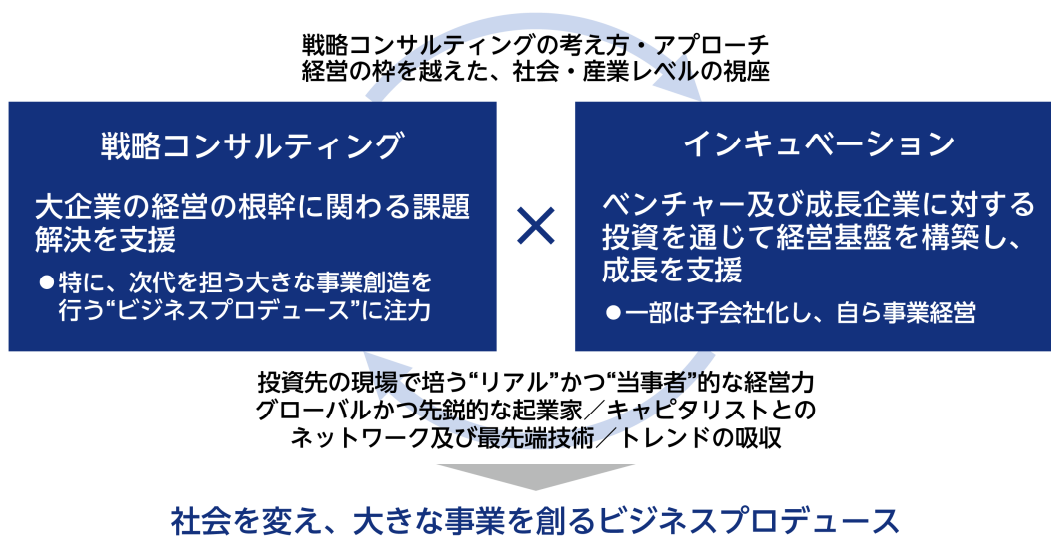 戦略コンサルティングの考え方・アプローチ
経営の枠を越えた、社会・産業レベルの視座
戦略コンサルティング
大企業の経営の根幹に関わる課題
解決を支援
●特に、次代を担う大きな事業創造を
行う“ビジネスプロデュース”に注力
×
インキュベーション
ベンチャー及び成長企業に対する
投資を通じて経営基盤を構築し、
成長を支援
●一部は子会社化し、自ら事業経営
投資先の現場で培う“リアル”かつ“当事者”的な経営力
グローバルかつ先鋭的な起業家／キャピタリストとの
ネットワーク及び最先端技術／トレンドの吸収
社会を変え、大きな事業を創るビジネスプロデュース